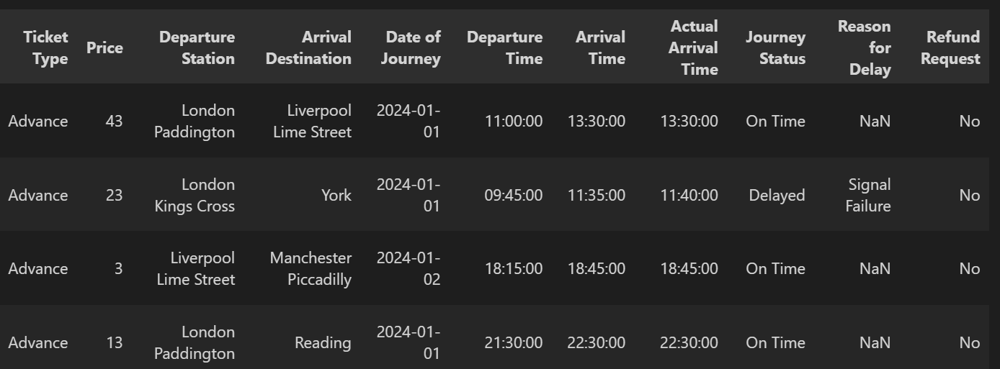 Ticket Type Price Departure Station Arrival Destination Date of Journey Departure Time Arrival Time Actual Arrival Time Journey Status Reason for Delay Refund Request
Advance 43 London Paddington Liverpool Lime Street 2024-01-01 11:00:00 13:30:00 13:30:00 On Time NaN No
Advance 23 London Kings Cross York 2024-01-01 09:45:00 11:35:00 11:40:00 Delayed Signal Failure No
Advance 3 Liverpool Lime Street Manchester Piccadilly 2024-01-02 18:15:00 18:45:00 18:45:00 On Time NaN No
Advance 13 London Paddington Reading 2024-01-01 21:30:00 22:30:00 22:30:00 On Time NaN No